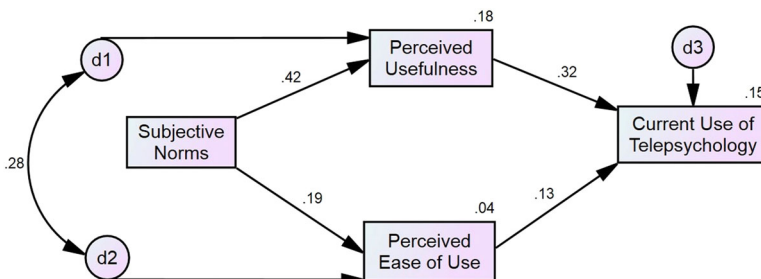 .18
d1
Perceived
Usefulness
d3
.42
.32
.15
Subjective
Norms
Current Use of
Telepsychology
.28
.19
.13
.04
d2
Perceived
Ease of Use